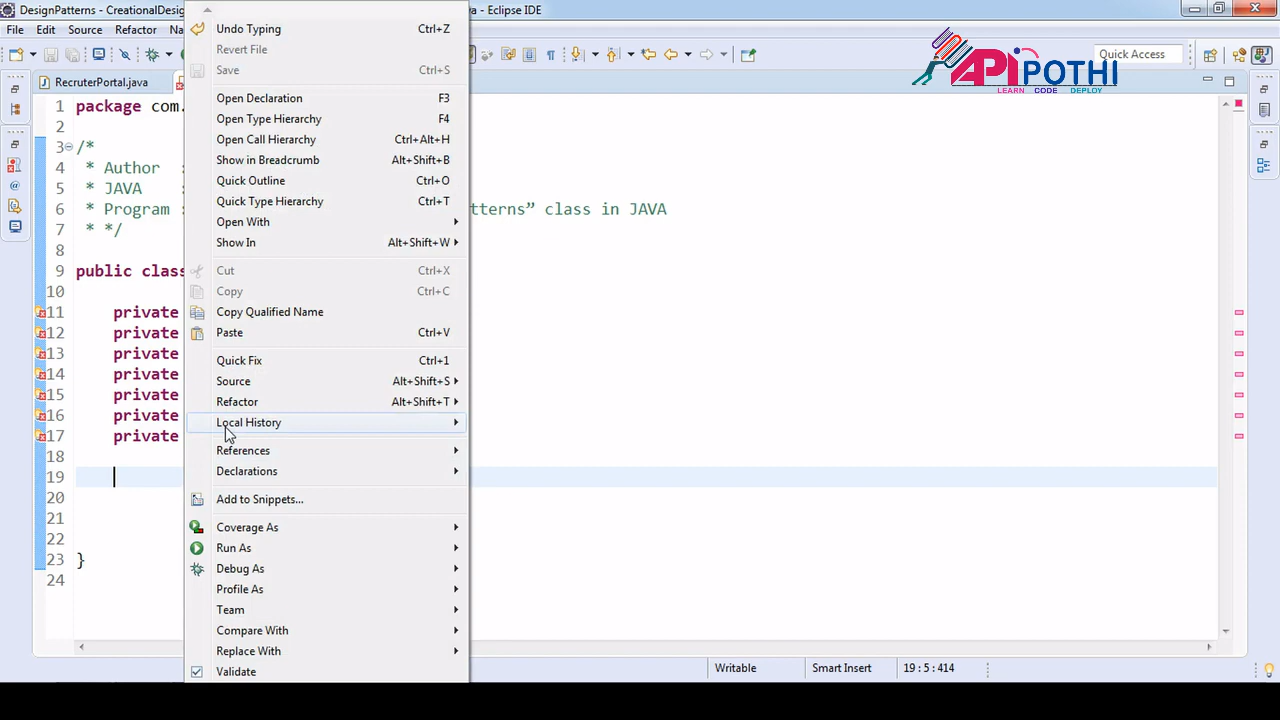 DesignPatterns - CreationalDesig
va - Eclipse IDE
File Edit Source Refactor Na
Quick Access
APIPOTHI
LEARN CODE DEPLOY
RecruterPortal.java
1 package com.
2
3 /*
4 * Author :
5 * JAVA :
6 * Program : tterns” class in JAVA
7 * */
8
9 public class
10
11 private
12 private
13 private
14 private
15 private
16 private
17 private
18
19
20
21
22
23 }
24
Undo Typing Ctrl+Z
Revert File
Save Ctrl+S
Open Declaration F3
Open Type Hierarchy F4
Open Call Hierarchy Ctrl+Alt+H
Show in Breadcrumb Alt+Shift+B
Quick Outline Ctrl+O
Quick Type Hierarchy Ctrl+T
Open With
Show In Alt+Shift+W
Cut Ctrl+X
Copy Ctrl+C
Copy Qualified Name
Paste Ctrl+V
Quick Fix Ctrl+1
Source Alt+Shift+S
Refactor Alt+Shift+T
Local History
References
Declarations
Add to Snippets...
Coverage As
Run As
Debug As
Profile As
Team
Compare With
Replace With
Validate
Writable Smart Insert 19 : 5 : 414